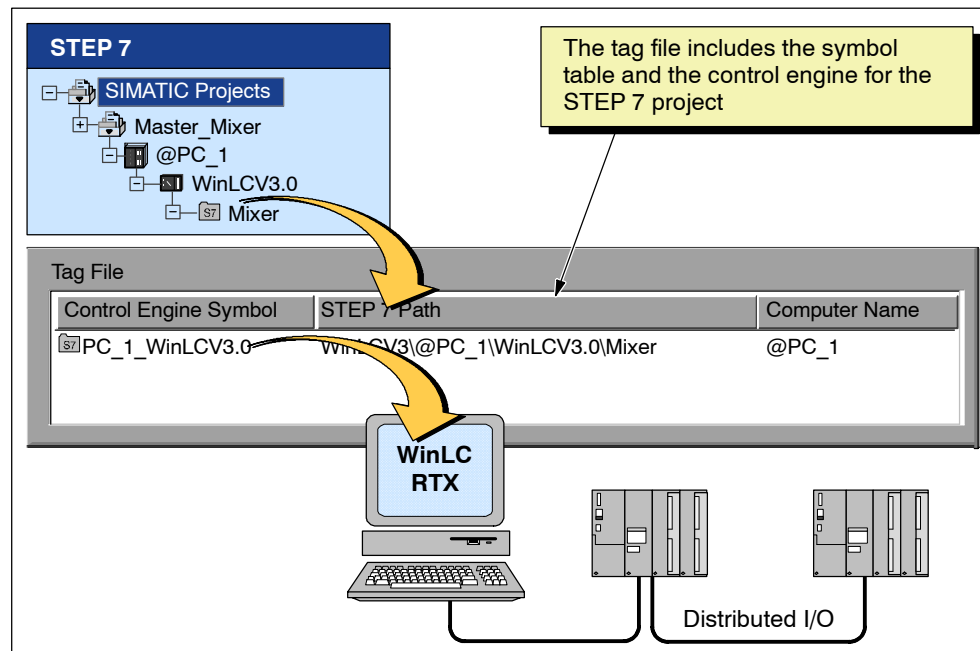 STEP 7
SIMATIC Projects
Master_Mixer
@PC_1
WinLCV3.0
S7 Mixer
The tag file includes the symbol
table and the control engine for the
STEP 7 project
Tag File
Control Engine Symbol STEP 7 Path Computer Name
S7 PC_1_WinLCV3.0 WinLCV3\@PC_1\WinLCV3.0\Mixer @PC_1
WinLC
RTX
Distributed I/O